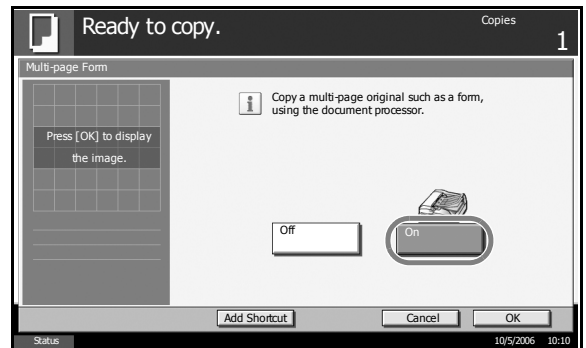 Ready to copy.
Copies
1
Multi-page Form
Press [OK] to display
the image.
i
Copy a multi-page original such as a form,
using the document processor.
Off
On
Add Shortcut
Cancel
OK
Status
10/5/2006 10:10